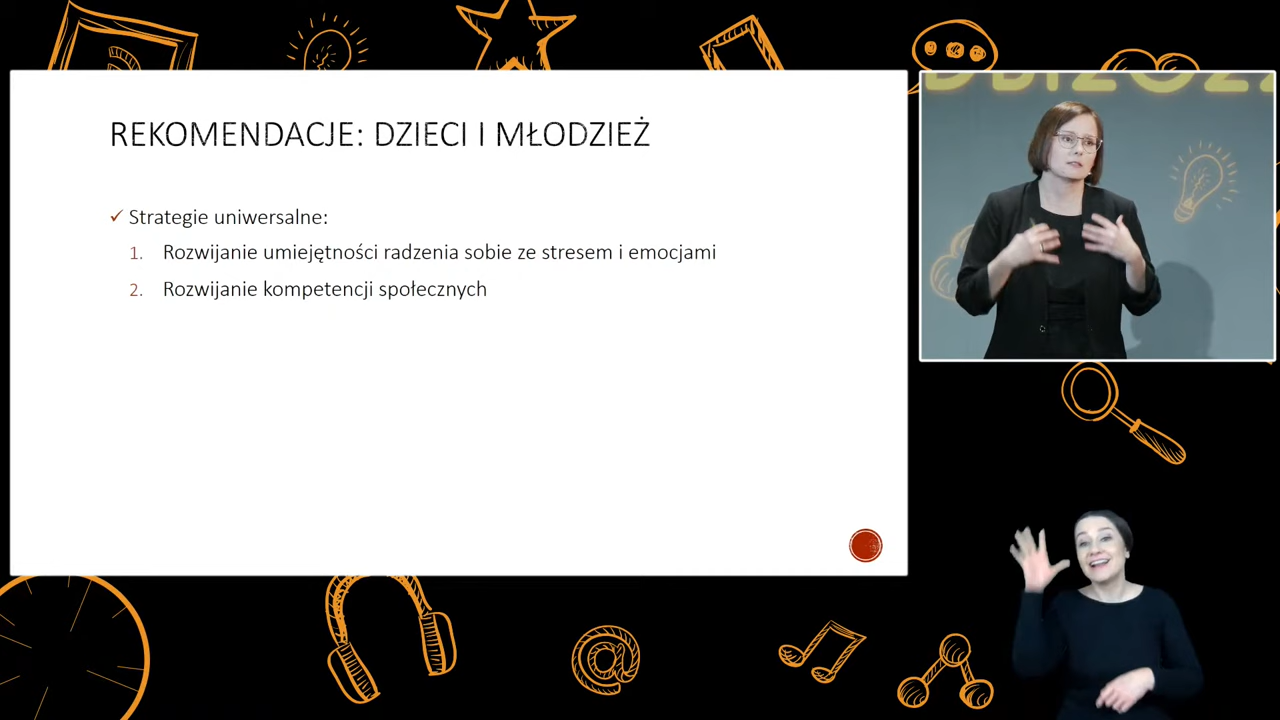 REKOMENDACJE: DZIECI I MŁODZIEŻ
✓ Strategie uniwersalne:
1. Rozwijanie umiejętności radzenia sobie ze stresem i emocjami
2. Rozwijanie kompetencji społecznych
@